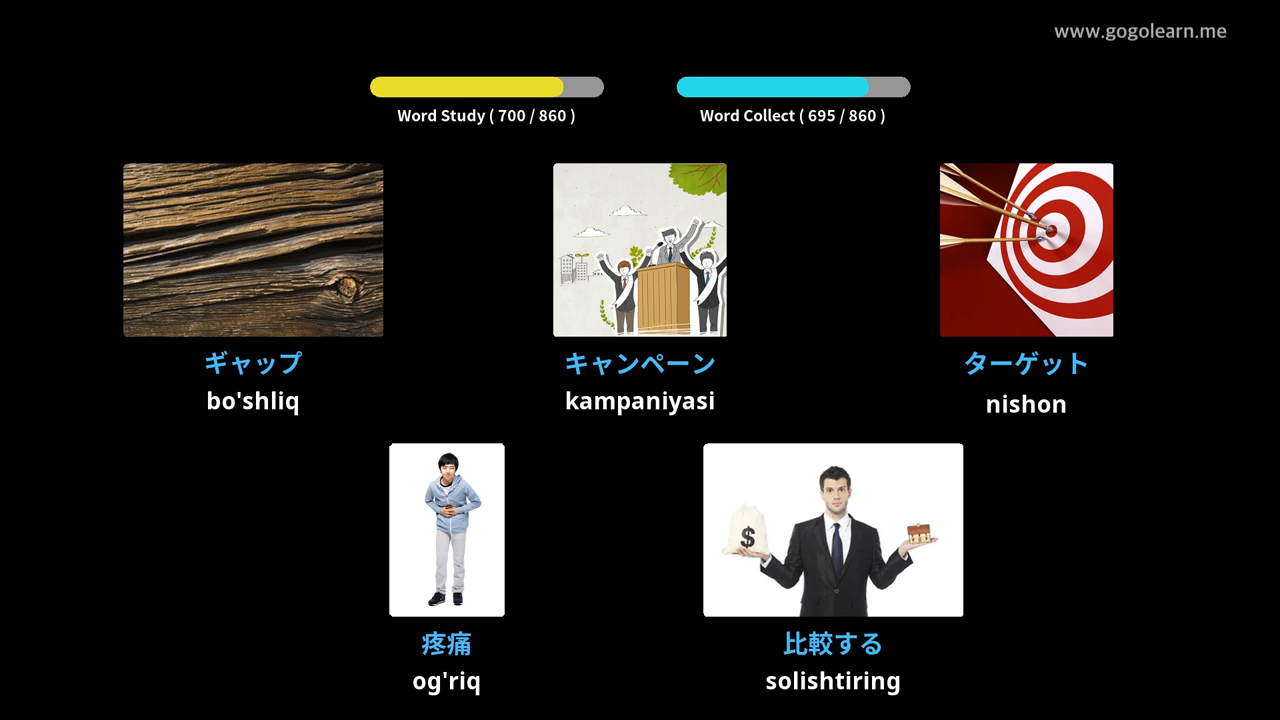 www.gogolearn.me
Word Study ( 700 / 860 )
Word Collect ( 695 / 860 )
ギャップ
bo'shliq
キャンペーン
kampaniyasi
ターゲット
nishon
疼痛
og'riq
比較する
solishtiring